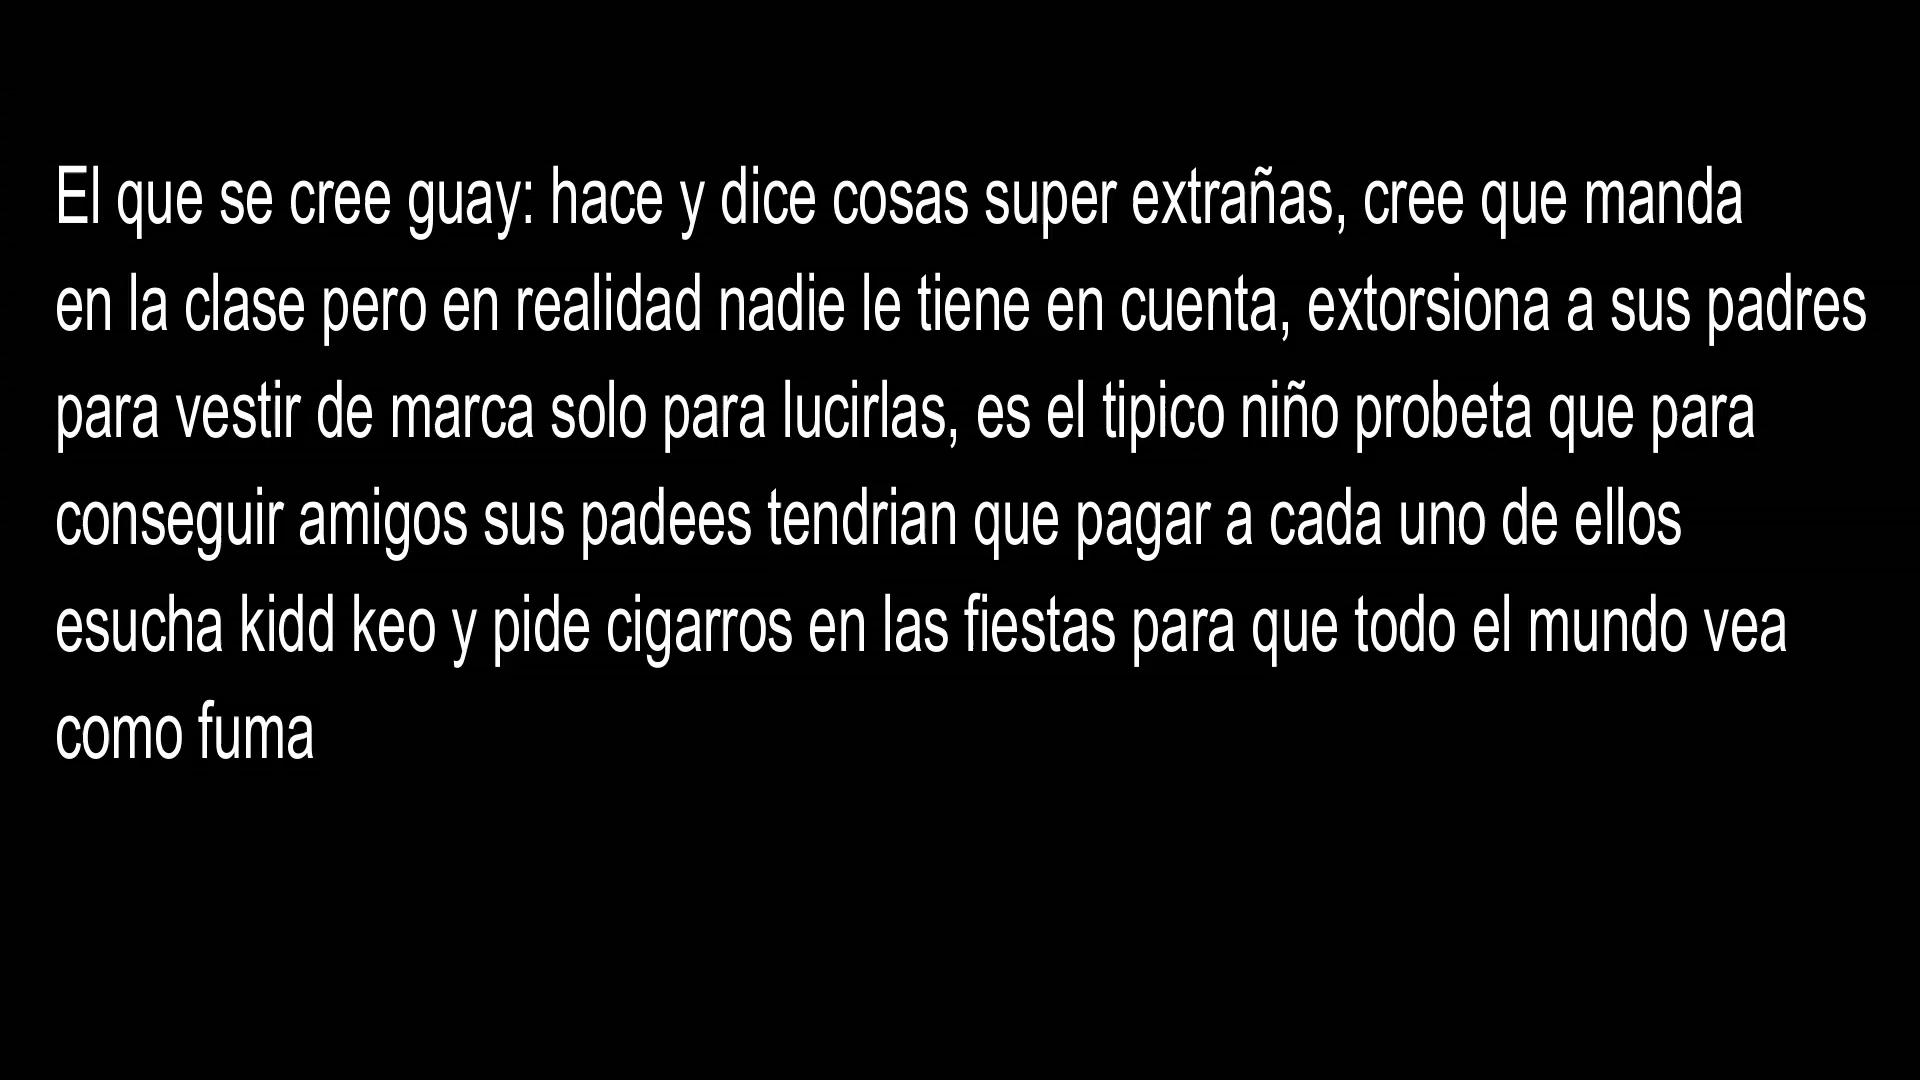 El que se cree guay: hace y dice cosas super extrañas, cree que manda
en la clase pero en realidad nadie le tiene en cuenta, extorsiona a sus padres
para vestir de marca solo para lucirlas, es el tipico niño probeta que para
conseguir amigos sus padees tendrian que pagar a cada uno de ellos
esucha kidd keo y pide cigarros en las fiestas para que todo el mundo vea
como fuma